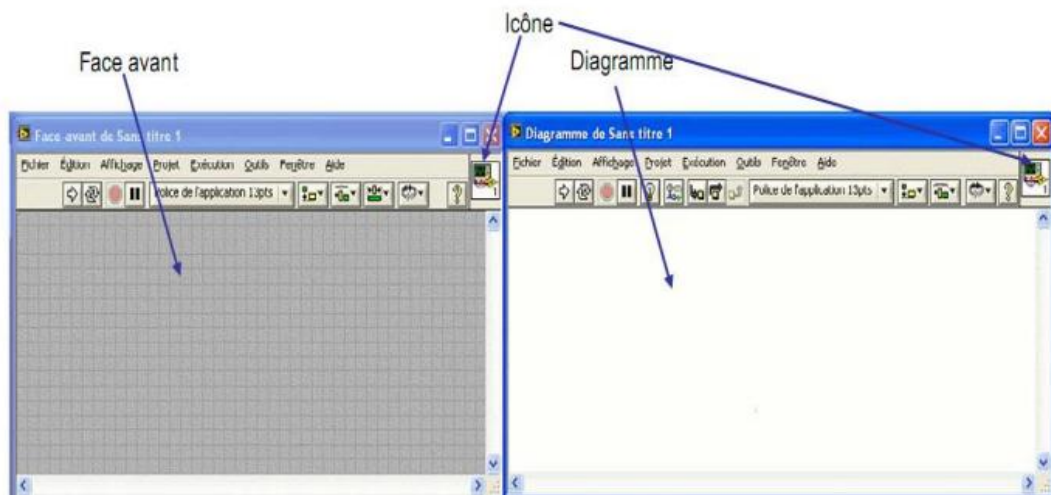 Icône
Face avant
Diagramme
Face avant de Sans titre 1
Fichier Édition Affichage Projet Exécution Outils Fenêtre Aide
Police de l'application 13pts
1
Diagramme de Sans titre 1
Fichier Édition Affichage Projet Exécution Outils Fenêtre Aide
Police de l'application 13pts
1